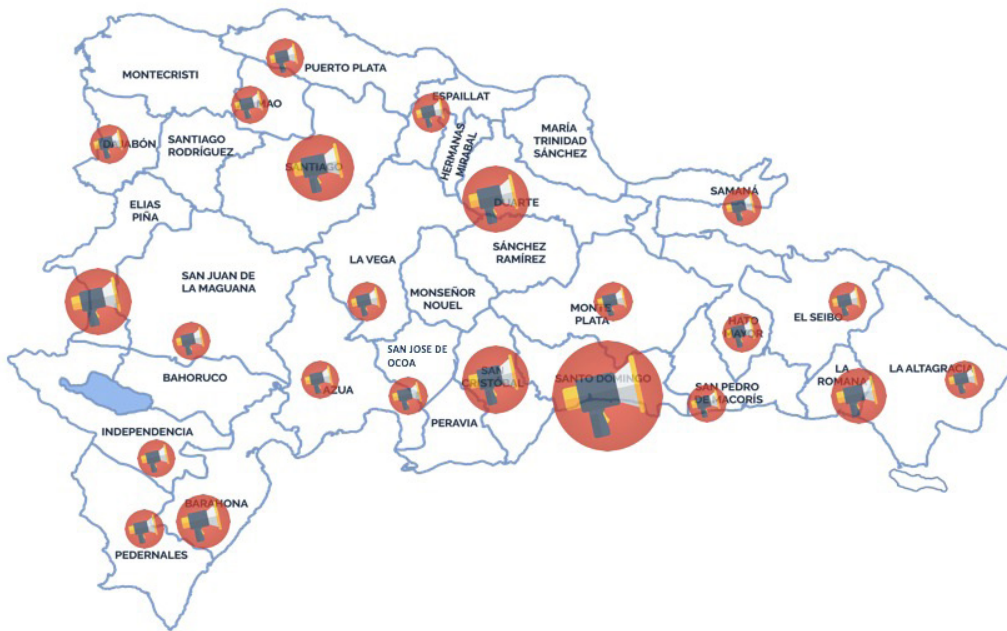 MONTECRISTI
PUERTO PLATA
ESPAILLAT
MAO
DAJABÓN
SANTIAGO
RODRÍGUEZ
SANTIAGO
HERMANAS
MIRABAL
MARÍA
TRINIDAD
SÁNCHEZ
SAMANÁ
DUARTE
ELIAS
PIÑA
SÁNCHEZ
RAMÍREZ
LA VEGA
SAN JUAN DE
LA MAGUANA
MONSEÑOR
NOUEL
MONTE
PLATA
HATO
MAYOR
EL SEIBO
SAN JOSE DE
OCOA
BAHORUCO
AZUA
SAN
CRISTÓBAL
SANTO DOMINGO
SAN PEDRO
DE MACORÍS
LA
ROMANA
LA ALTAGRACIA
PERAVIA
INDEPENDENCIA
BARAHONA
PEDERNALES